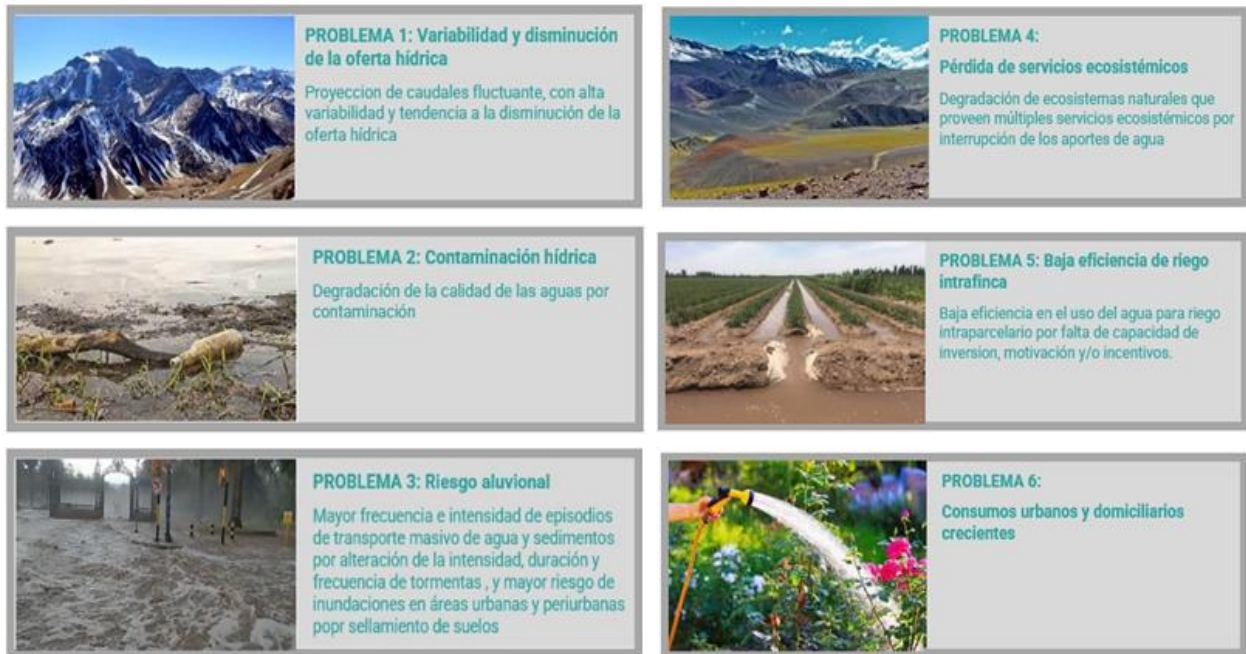 PROBLEMA 1: Variabilidad y disminución
de la oferta hídrica
Proyeccion de caudales fluctuante, con alta
variabilidad y tendencia a la disminución de la
oferta hídrica
PROBLEMA 2: Contaminación hídrica
Degradación de la calidad de las aguas por
contaminación
PROBLEMA 3: Riesgo aluvional
Mayor frecuencia e intensidad de episodios
de transporte masivo de agua y sedimentos
por alteración de la intensidad, duración y
frecuencia de tormentas , y mayor riesgo de
inundaciones en áreas urbanas y periurbanas
popr sellamiento de suelos
PROBLEMA 4:
Pérdida de servicios ecosistémicos
Degradación de ecosistemas naturales que
proveen múltiples servicios ecosistémicos por
interrupción de los aportes de agua
PROBLEMA 5: Baja eficiencia de riego
intrafinca
Baja eficiencia en el uso del agua para riego
intraparcelario por falta de capacidad de
inversion, motivación y/o incentivos.
PROBLEMA 6:
Consumos urbanos y domiciliarios
crecientes